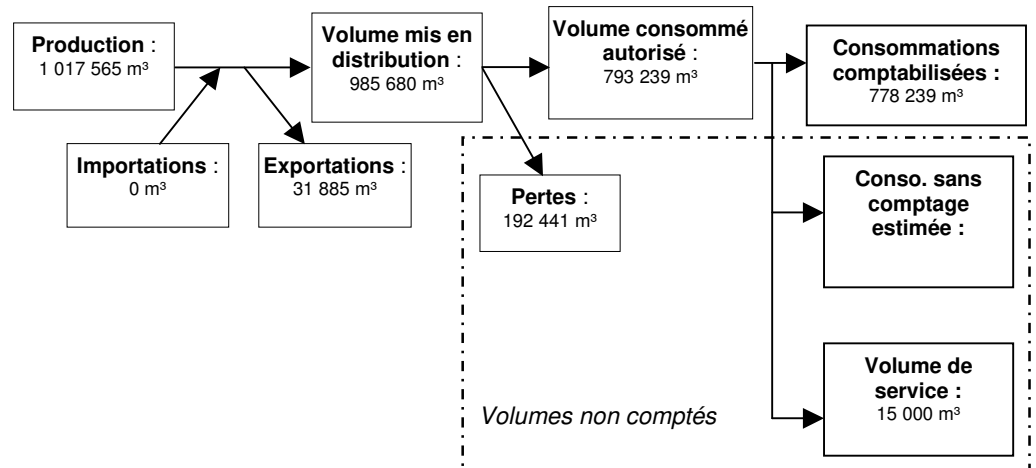 Production :
1 017 565 m³
Volume mis en
distribution :
985 680 m³
Volume consommé
autorisé :
793 239 m³
Consommations
comptabilisées :
778 239 m³
Importations :
0 m³
Exportations :
31 885 m³
Pertes :
192 441 m³
Conso. sans
comptage
estimée :
Volume de
service :
15 000 m³
Volumes non comptés